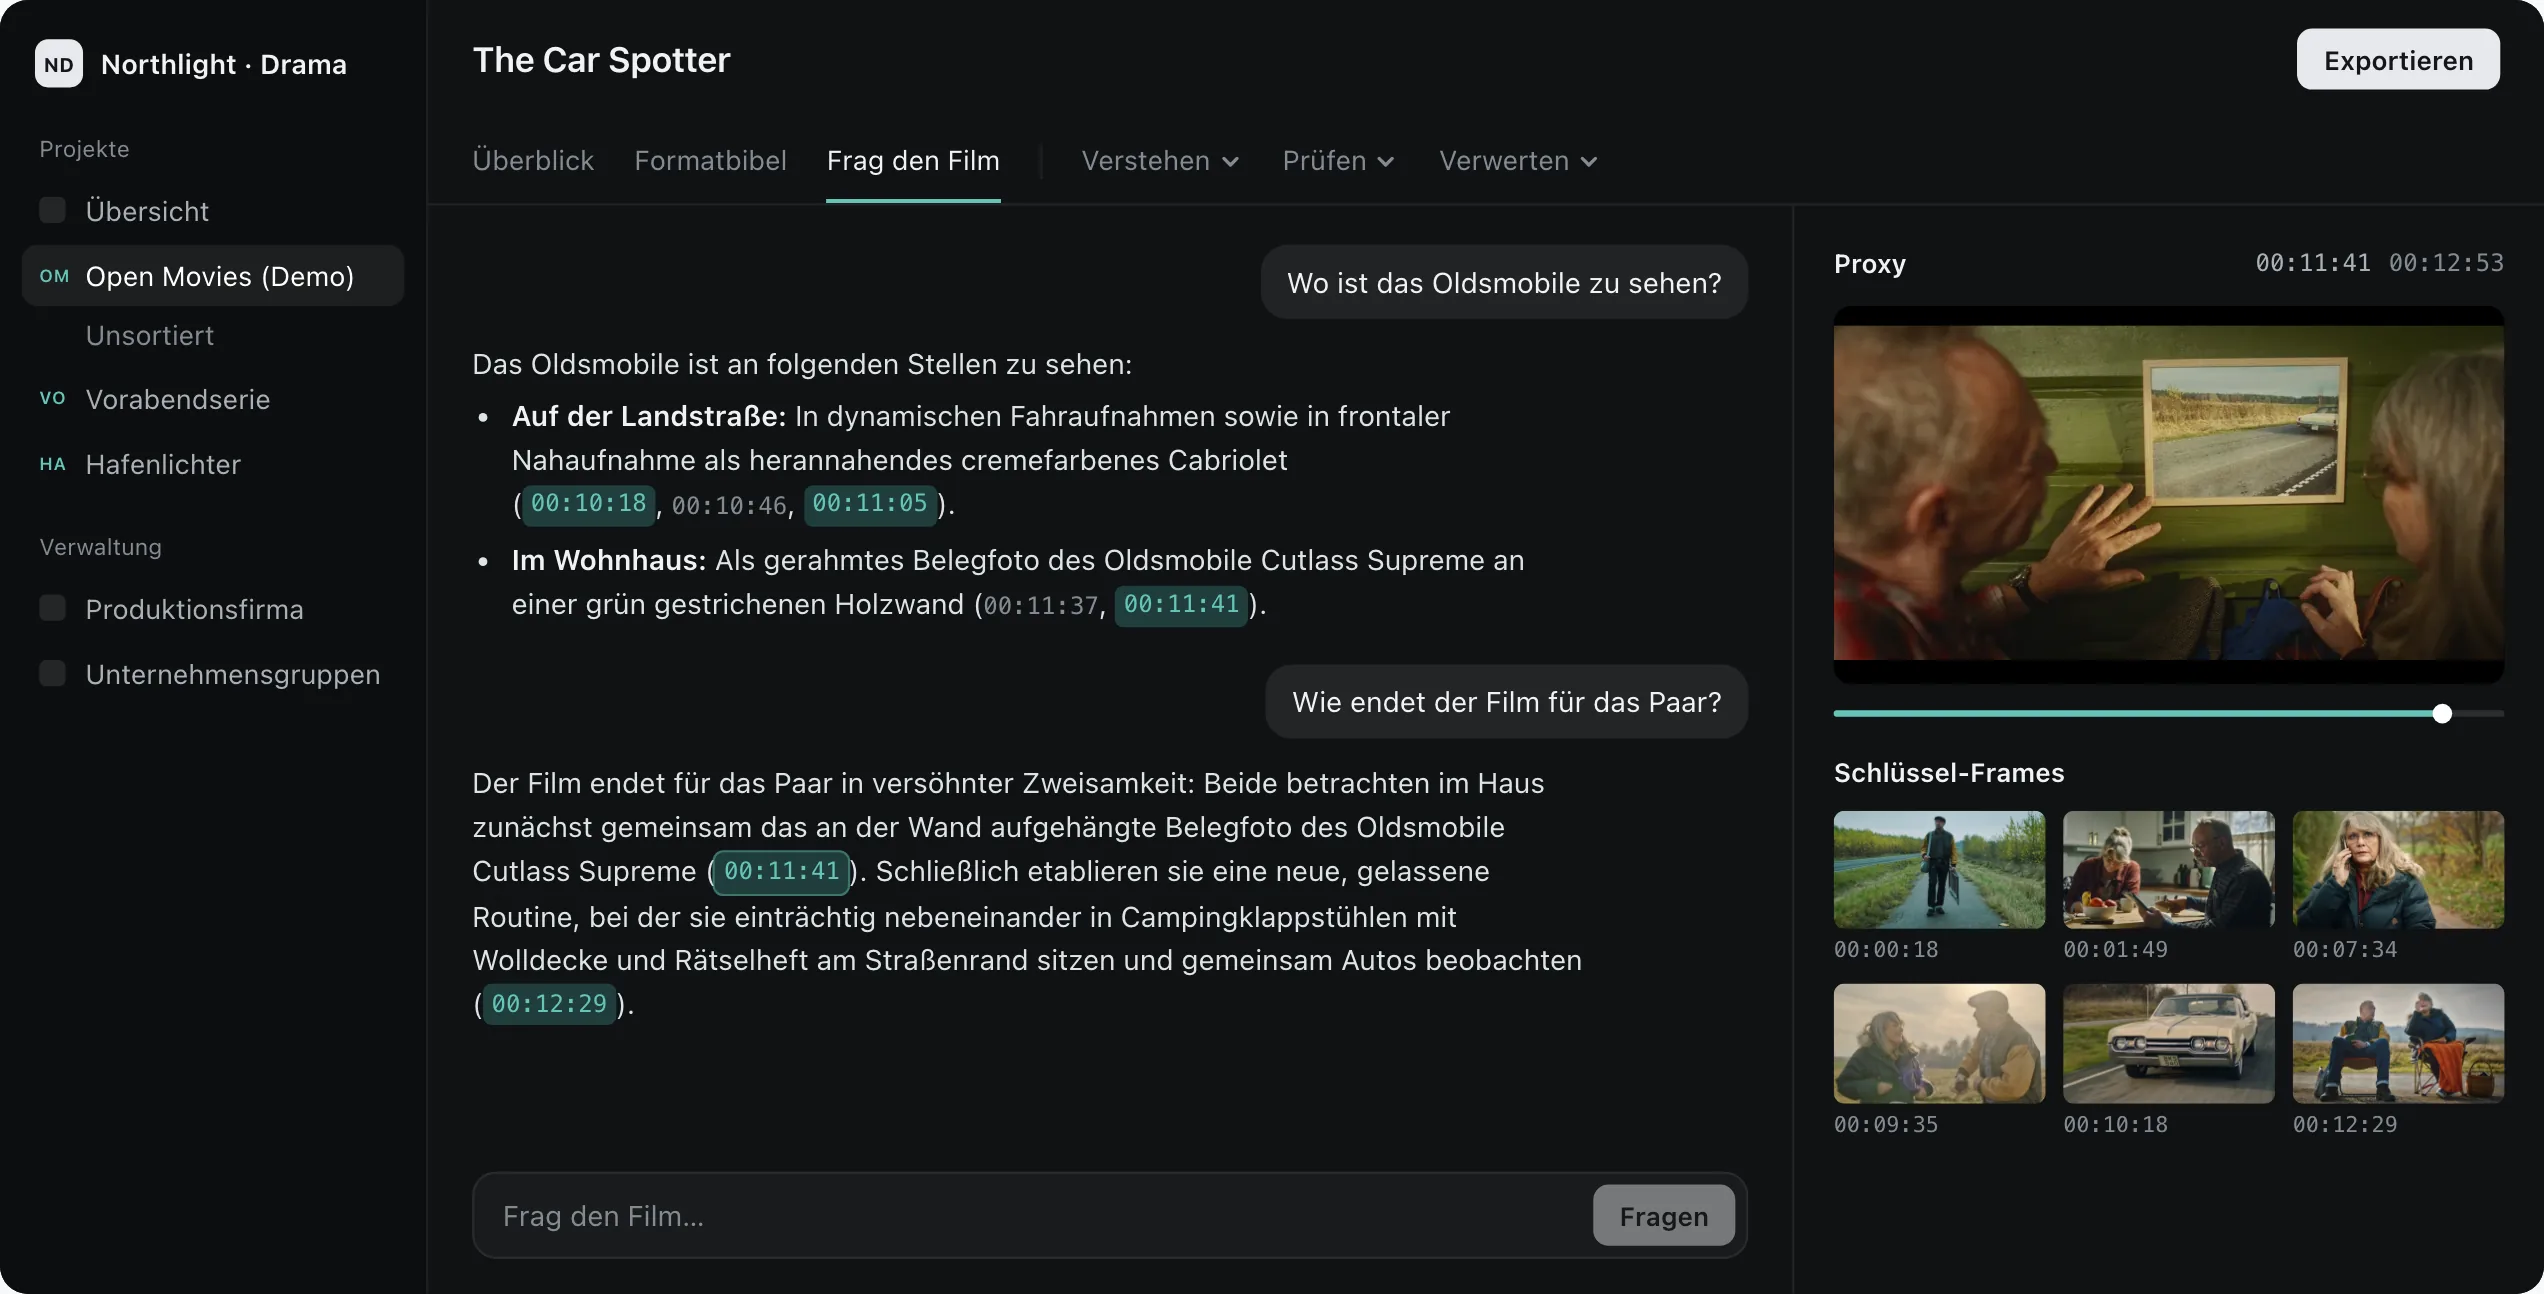 ND Northlight · Drama
Projekte
Übersicht
OM Open Movies (Demo)
Unsortiert
VO Vorabendserie
HA Hafenlichter
Verwaltung
Produktionsfirma
Unternehmensgruppen
The Car Spotter
Exportieren
Überblick Formatbibel Frag den Film Verstehen Prüfen Verwerten
Wo ist das Oldsmobile zu sehen?
Das Oldsmobile ist an folgenden Stellen zu sehen:
• Auf der Landstraße: In dynamischen Fahraufnahmen sowie in frontaler
Nahaufnahme als herannahendes cremefarbenes Cabriolet
(00:10:18, 00:10:46, 00:11:05).
• Im Wohnhaus: Als gerahmtes Belegfoto des Oldsmobile Cutlass Supreme an
einer grün gestrichenen Holzwand (00:11:37, 00:11:41).
Wie endet der Film für das Paar?
Der Film endet für das Paar in versöhnter Zweisamkeit: Beide betrachten im Haus
zunächst gemeinsam das an der Wand aufgehängte Belegfoto des Oldsmobile
Cutlass Supreme (00:11:41). Schließlich etablieren sie eine neue, gelassene
Routine, bei der sie einträchtig nebeneinander in Campingklappstühlen mit
Wolldecke und Rätselheft am Straßenrand sitzen und gemeinsam Autos beobachten
(00:12:29).
Frag den Film...
Fragen
Proxy 00:11:41 00:12:53
Schlüssel-Frames
00:00:18 00:01:49 00:07:34
00:09:35 00:10:18 00:12:29